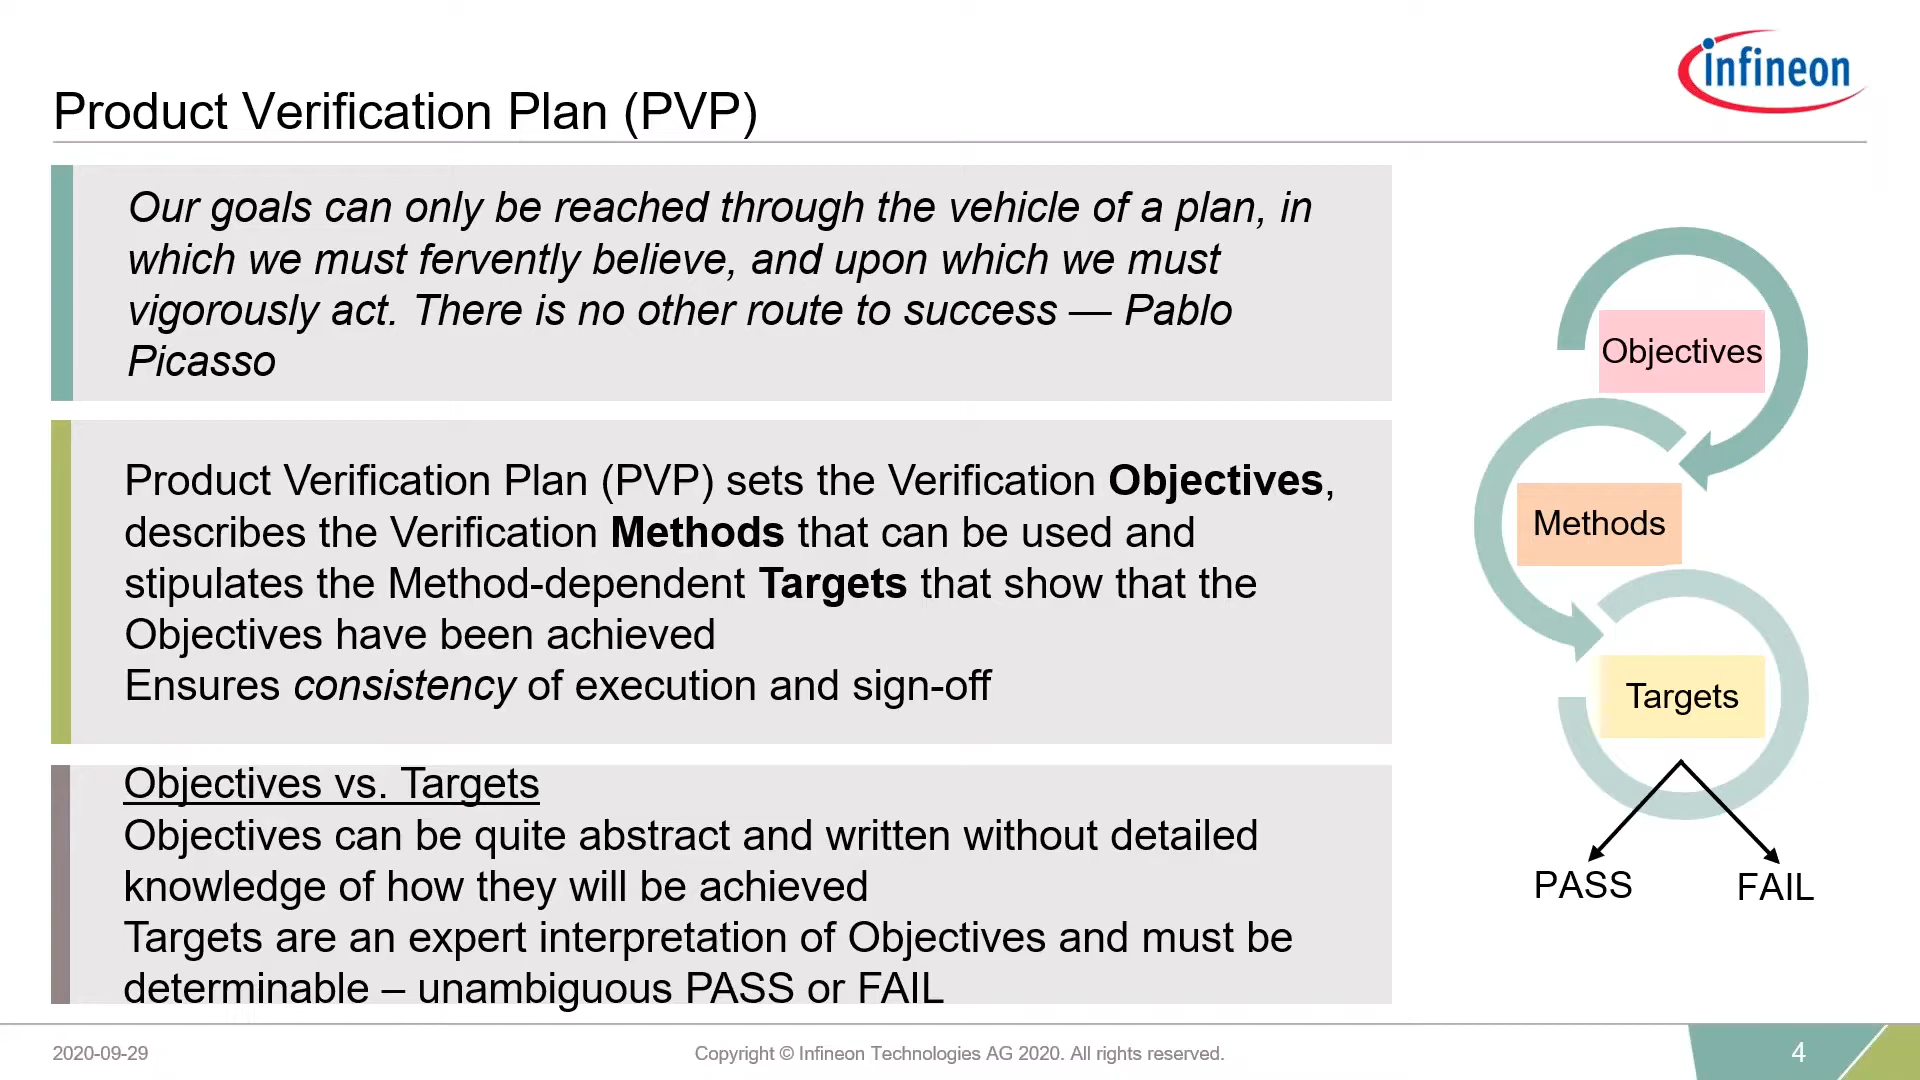 infineon
Product Verification Plan (PVP)
Our goals can only be reached through the vehicle of a plan, in
which we must fervently believe, and upon which we must
vigorously act. There is no other route to success — Pablo
Picasso
Product Verification Plan (PVP) sets the Verification Objectives,
describes the Verification Methods that can be used and
stipulates the Method-dependent Targets that show that the
Objectives have been achieved
Ensures consistency of execution and sign-off
Objectives vs. Targets
Objectives can be quite abstract and written without detailed
knowledge of how they will be achieved
Targets are an expert interpretation of Objectives and must be
determinable – unambiguous PASS or FAIL
Objectives
Methods
Targets
PASS
FAIL
2020-09-29
Copyright © Infineon Technologies AG 2020. All rights reserved.
4